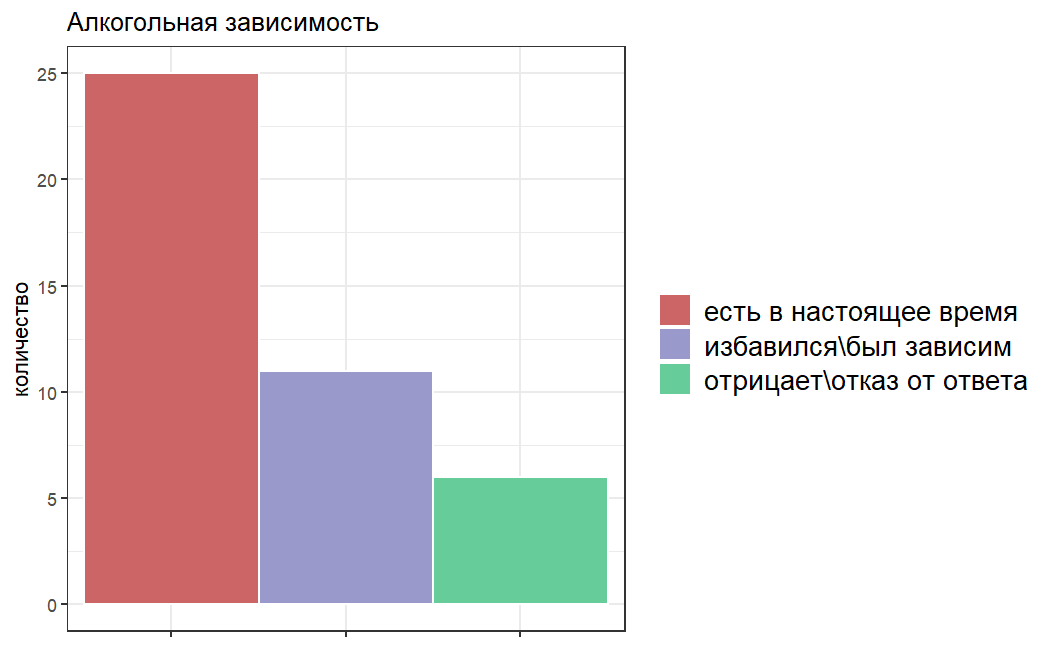 Алкогольная зависимость
25
20
15
10
5
0
количество
есть в настоящее время
избавился\был зависим
отрицает\отказ от ответа